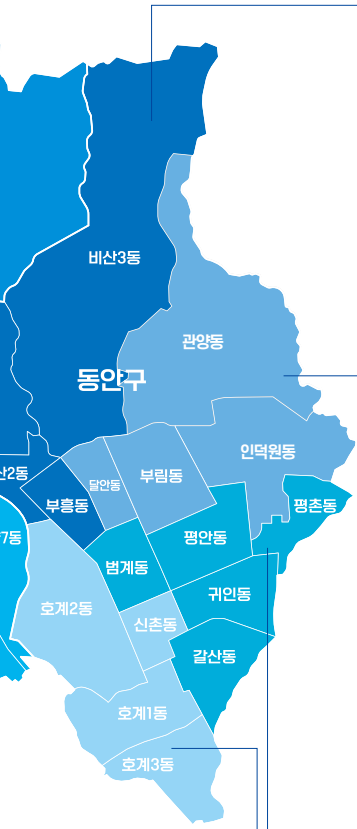 비산3동
관양동
동안구
인덕원동
산2동
달안동
부림동
부흥동
평촌동
7동
평안동
범계동
귀인동
호계2동
신촌동
갈산동
호계1동
호계3동